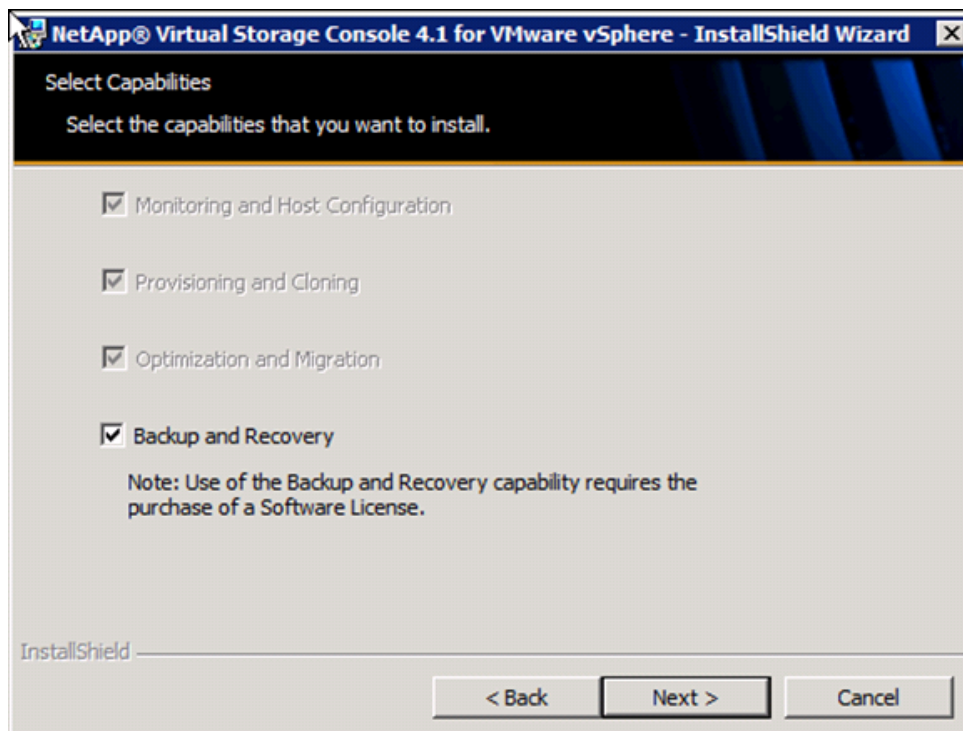 NetApp® Virtual Storage Console 4.1 for VMware vSphere - InstallShield Wizard
Select Capabilities
Select the capabilities that you want to install.
Monitoring and Host Configuration
Provisioning and Cloning
Optimization and Migration
Backup and Recovery
Note: Use of the Backup and Recovery capability requires the
purchase of a Software License.
InstallShield
< Back Next > Cancel